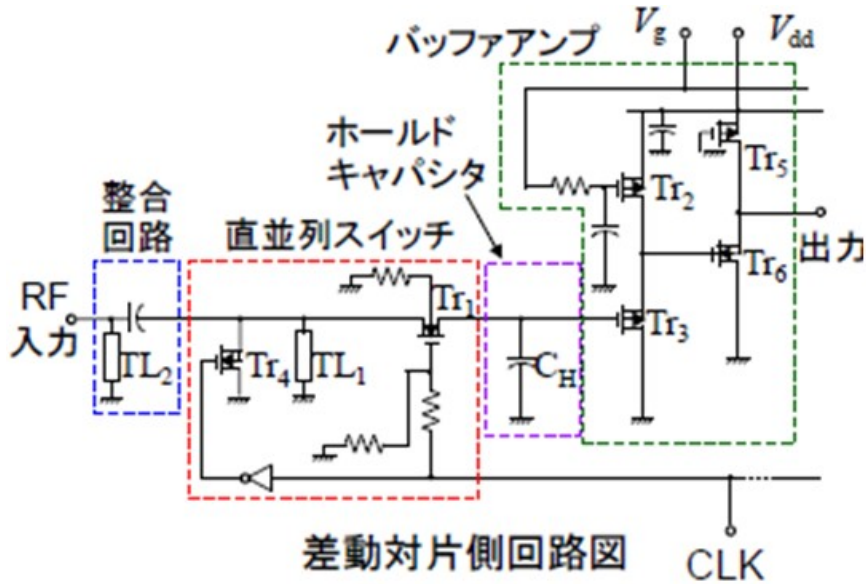 バッファアンプ
Vg
Vdd
ホールド
キャパシタ
Tr5
Tr2
整合
回路
直並列スイッチ
出力
Tr6
RF
入力
Tr1
Tr3
TL2
Tr4
TL1
CH
差動対片側回路図
CLK